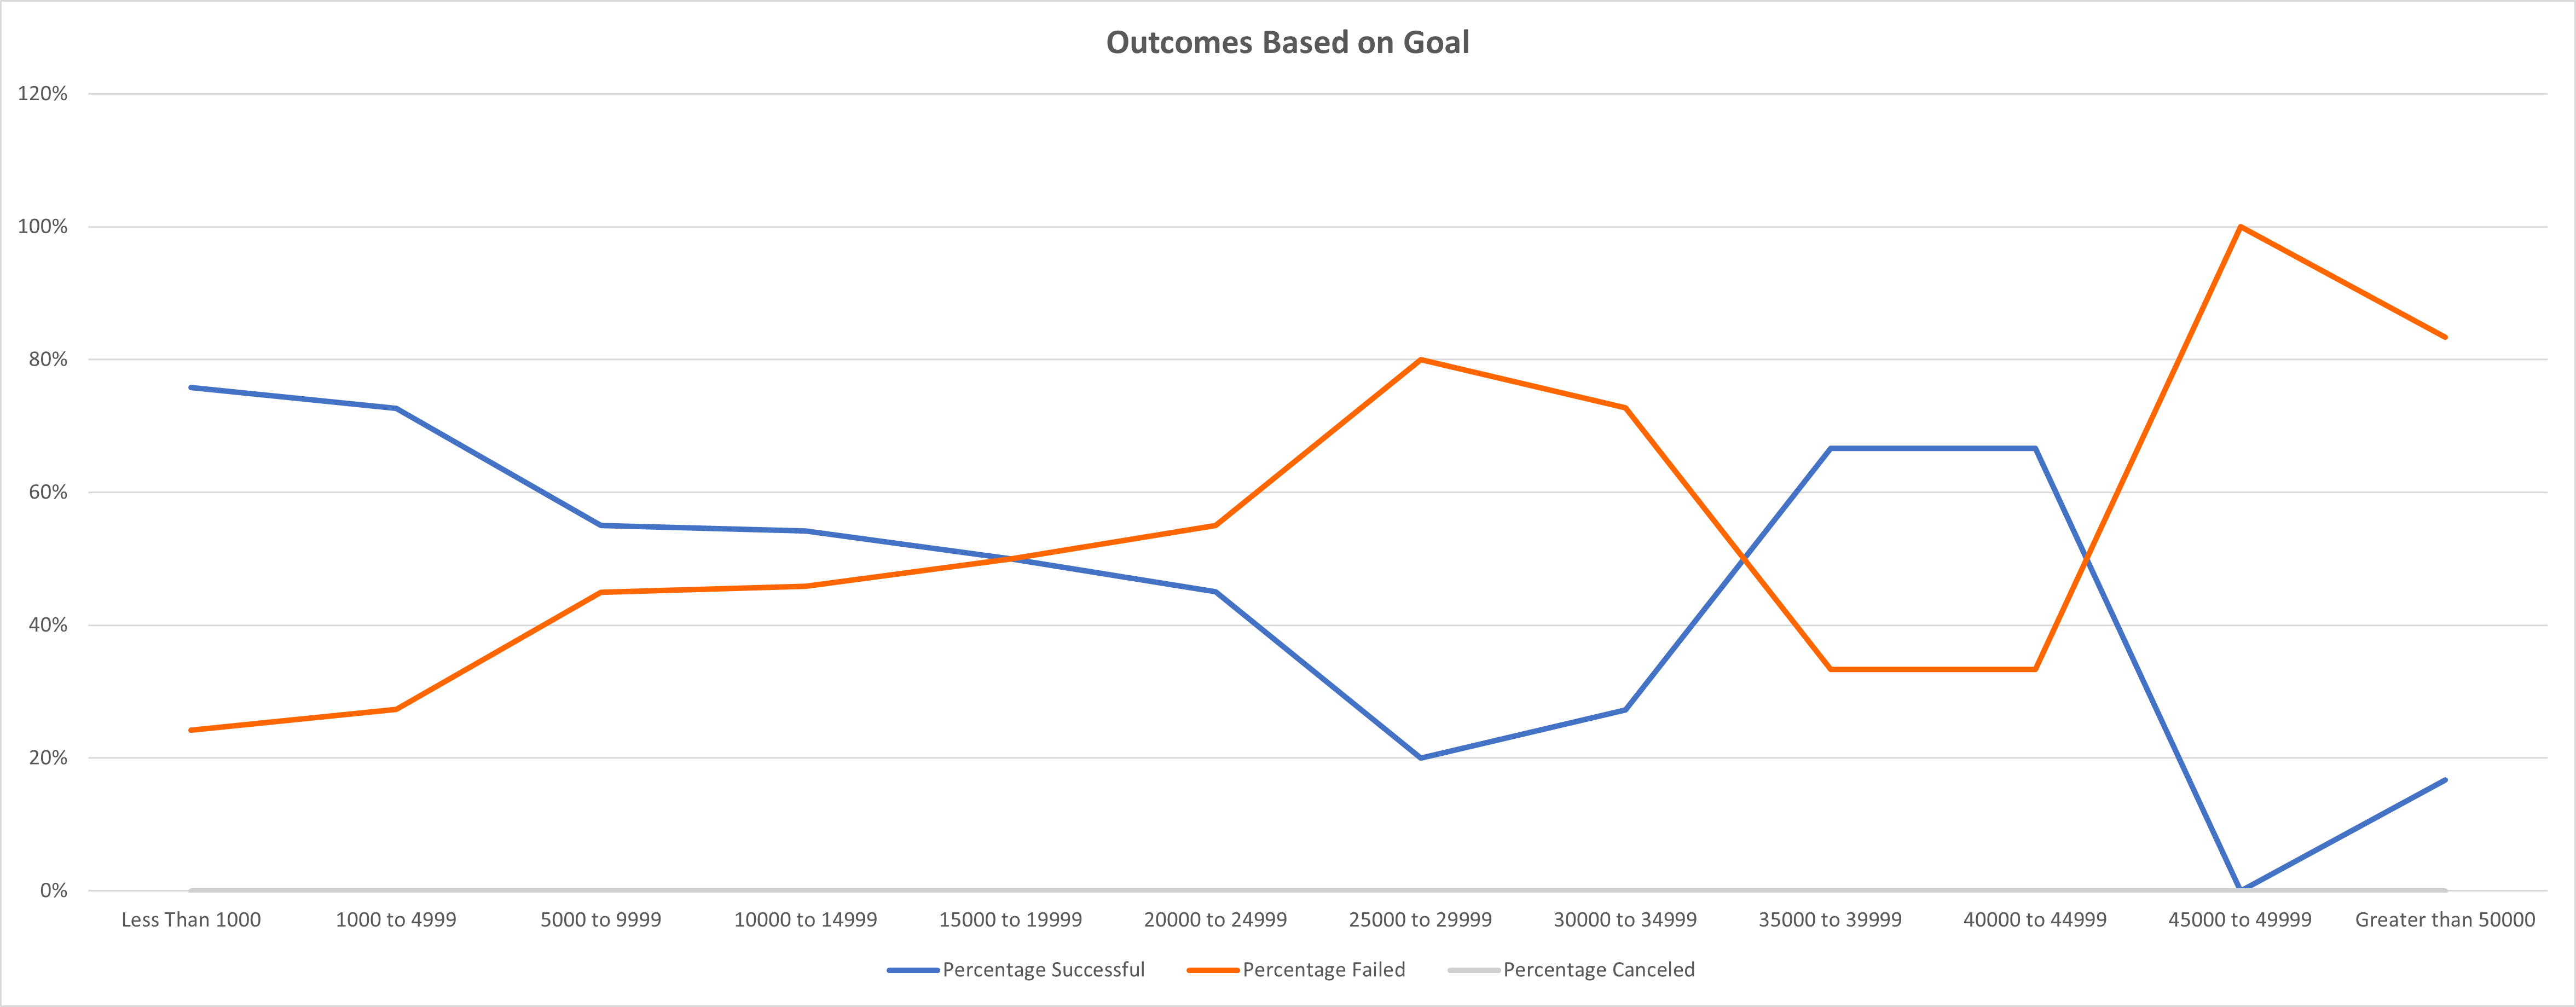 Outcomes Based on Goal
120%
100%
80%
60%
40%
20%
0%
Less Than 1000 1000 to 4999 5000 to 9999 10000 to 14999 15000 to 19999 20000 to 24999 25000 to 29999 30000 to 34999 35000 to 39999 40000 to 44999 45000 to 49999 Greater than 50000
Percentage Successful Percentage Failed Percentage Canceled